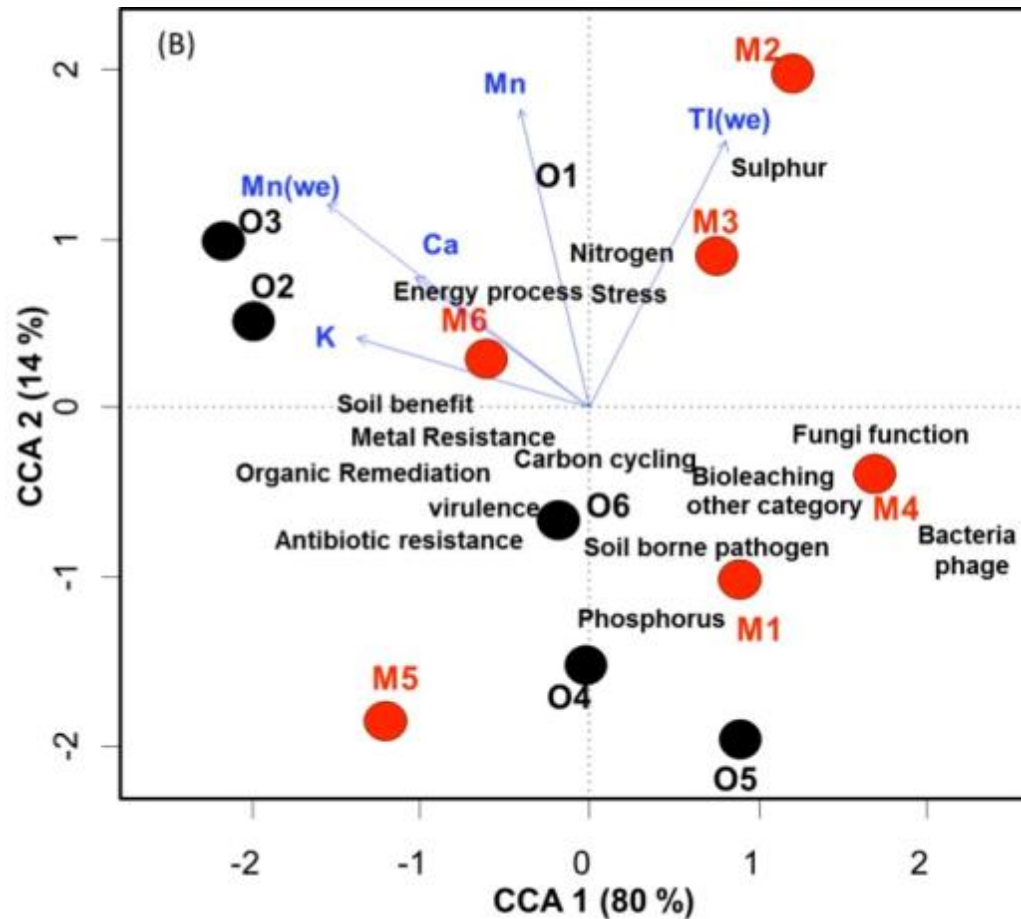 (B)
M2
2
Mn
Tl(we)
O1
Sulphur
Mn(we)
O3
M3
1
Ca
Nitrogen
O2
Energy process
Stress
M6
K
CCA 2 (14 %)
0
Soil benefit
Fungi function
Metal Resistance
Carbon cycling
Organic Remediation
Bioleaching
other category
virulence
O6
M4
Antibiotic resistance
Soil borne pathogen
Bacteria
phage
-1
Phosphorus
M1
M5
O4
-2
O5
-2
-1
0
1
2
CCA 1 (80 %)